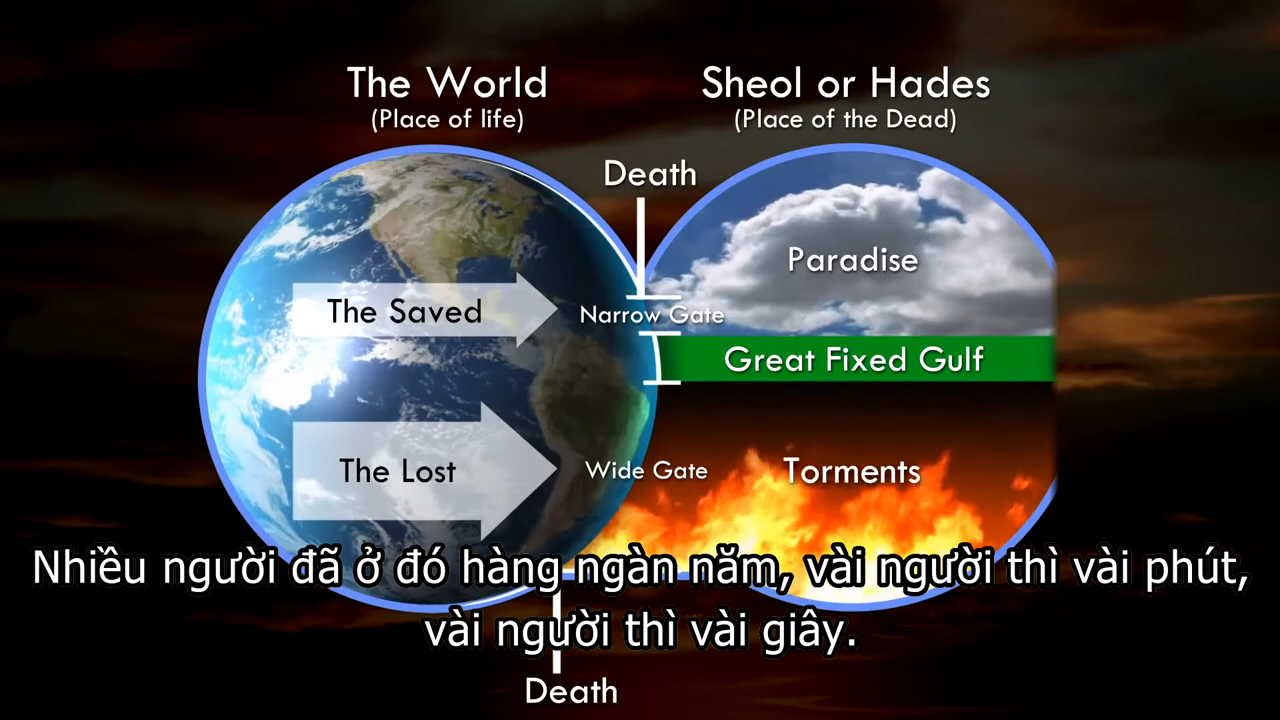 The World
(Place of life)
Sheol or Hades
(Place of the Dead)
Death
Paradise
The Saved
Narrow Gate
Great Fixed Gulf
The Lost
Wide Gate
Torments
Nhiều người đã ở đó hàng ngàn năm, vài người thì vài phút,
vài người thì vài giây.
Death